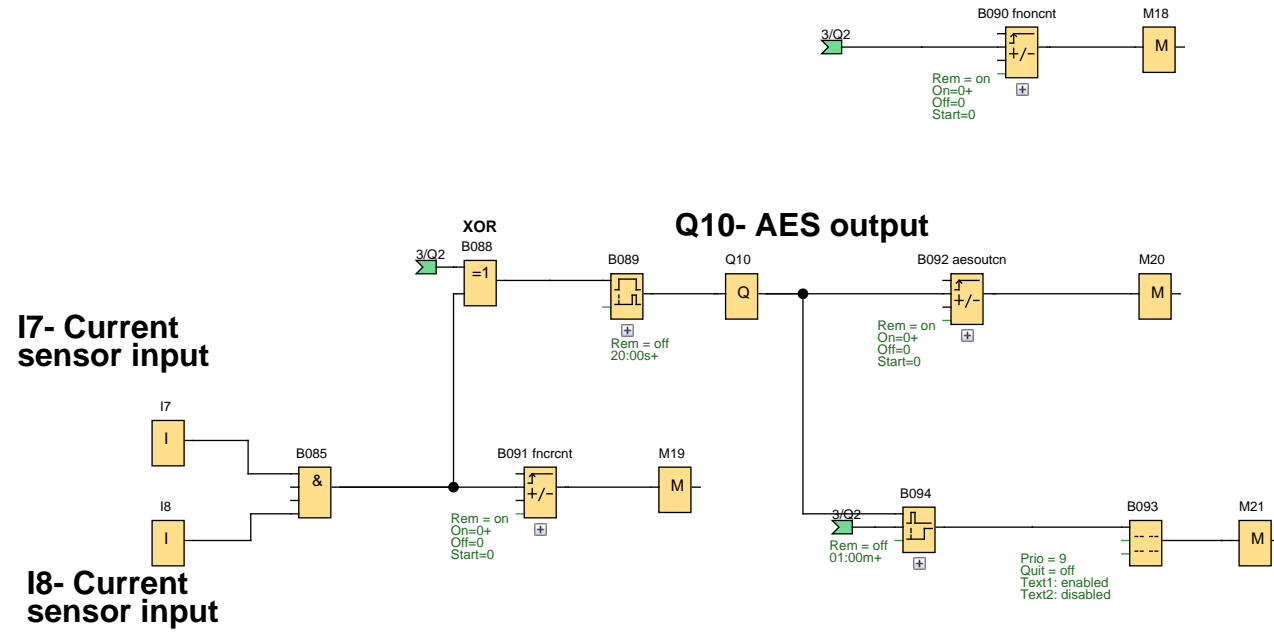 B090 fnoncnt
M18
3/Q2
+/-
M
Rem = on
On=0+
Off=0
Start=0
XOR
Q10- AES output
3/Q2
B088
=1
B089
Q10
Q
B092 aesoutcn
+/-
M20
M
Rem = off
20:00s+
Rem = on
On=0+
Off=0
Start=0
I7- Current
sensor input
I7
I
B085
&
B091 fncrcnt
+/-
M19
M
Rem = on
On=0+
Off=0
Start=0
I8
I
I8- Current
sensor input
3/Q2
B094
Rem = off
01:00m+
B093
M21
M
Prio = 9
Quit = off
Text1: enabled
Text2: disabled